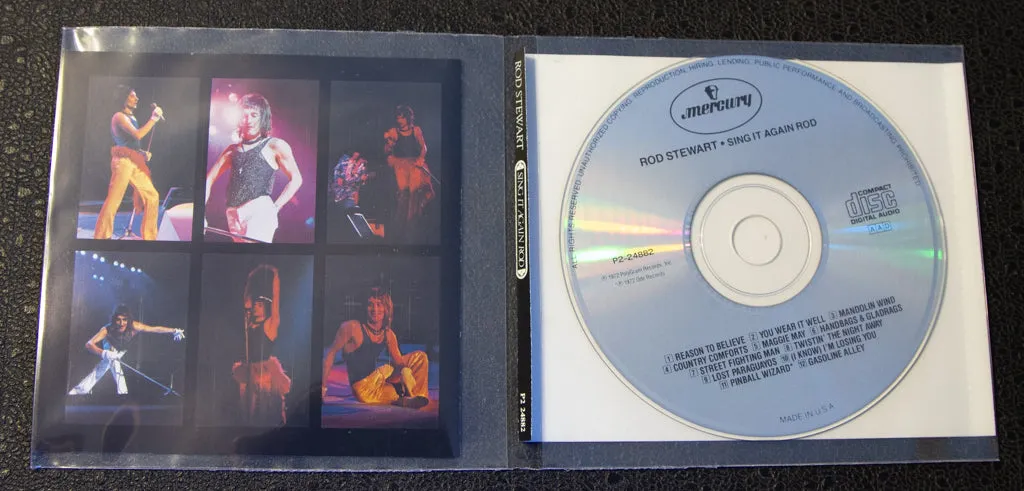 ROD STEWART
SING IT AGAIN ROD
P2 24882
ALL RIGHTS RESERVED. UNAUTHORIZED COPYING, REPRODUCTION, HIRING, LENDING, PUBLIC PERFORMANCE AND BROADCASTING PROHIBITED
mercury
ROD STEWART • SING IT AGAIN ROD
COMPACT
disc
DIGITAL AUDIO
AAD
P2-24882
℗ 1972 PolyGram Records, Inc.
1 REASON TO BELIEVE 2 YOU WEAR IT WELL 3 MANDOLIN WIND
4 COUNTRY COMFORTS 5 MAGGIE MAY 6 HANDBAGS & GLADRAGS
7 STREET FIGHTING MAN 8 TWISTIN' THE NIGHT AWAY
9 LOST PARAGUAYOS 10 (I KNOW) I'M LOSING YOU
11 PINBALL WIZARD* 12 GASOLINE ALLEY
MADE IN U.S.A